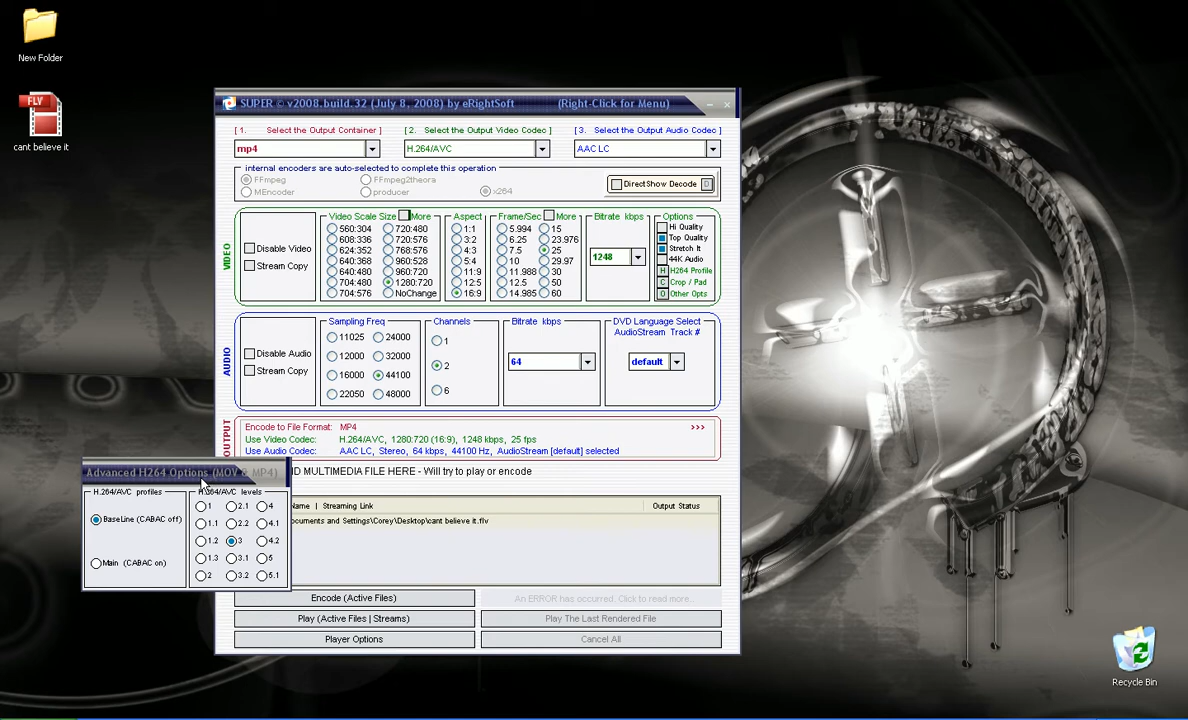 New Folder
FLV
cant believe it
SUPER © v2008.build.32 (July 8, 2008) by eRightSoft (Right-Click for Menu)
[ 1. Select the Output Container ] [ 2. Select the Output Video Codec ] [ 3. Select the Output Audio Codec ]
mp4 H.264/AVC AAC LC
internal encoders are auto-selected to complete this operation
FFmpeg FFmpeg2theora
MEncoder producer x264
DirectShow Decode D
VIDEO
Disable Video
Stream Copy
Video Scale Size More
560:304 720:480
608:336 720:576
624:352 768:576
640:368 960:528
640:480 960:720
704:480 1280:720
704:576 NoChange
Aspect
1:1
3:2
4:3
5:4
11:9
12:5
16:9
Frame/Sec More
5.994 15
6.25 23.976
7.5 25
10 29.97
11.988 30
12.5 50
14.985 60
Bitrate kbps
1248
Options
Hi Quality
Top Quality
Stretch It
44K Audio
H H264 Profile
C Crop / Pad
O Other Opts
AUDIO
Disable Audio
Stream Copy
Sampling Freq
11025 24000
12000 32000
16000 44100
22050 48000
Channels
1
2
6
Bitrate kbps
64
DVD Language Select
AudioStream Track #
default
OUTPUT
Encode to File Format: MP4 >>>
Use Video Codec: H.264/AVC, 1280:720 (16:9), 1248 kbps, 25 fps
Use Audio Codec: AAC LC, Stereo, 64 kbps, 44100 Hz, AudioStream [default] selected
MULTIMEDIA FILE HERE - Will try to play or encode
| Streaming Link Output Status
and Settings\Corey\Desktop\cant believe it.flv
Advanced H264 Options (MOV & MP4)
H.264/AVC profiles
BaseLine (CABAC off)
Main (CABAC on)
H.264/AVC levels
1 2.1 4
1.1 2.2 4.1
1.2 3 4.2
1.3 3.1 5
2 3.2 5.1
Encode (Active Files) An ERROR has occurred. Click to read more...
Play (Active Files | Streams) Play The Last Rendered File
Player Options Cancel All
Recycle Bin